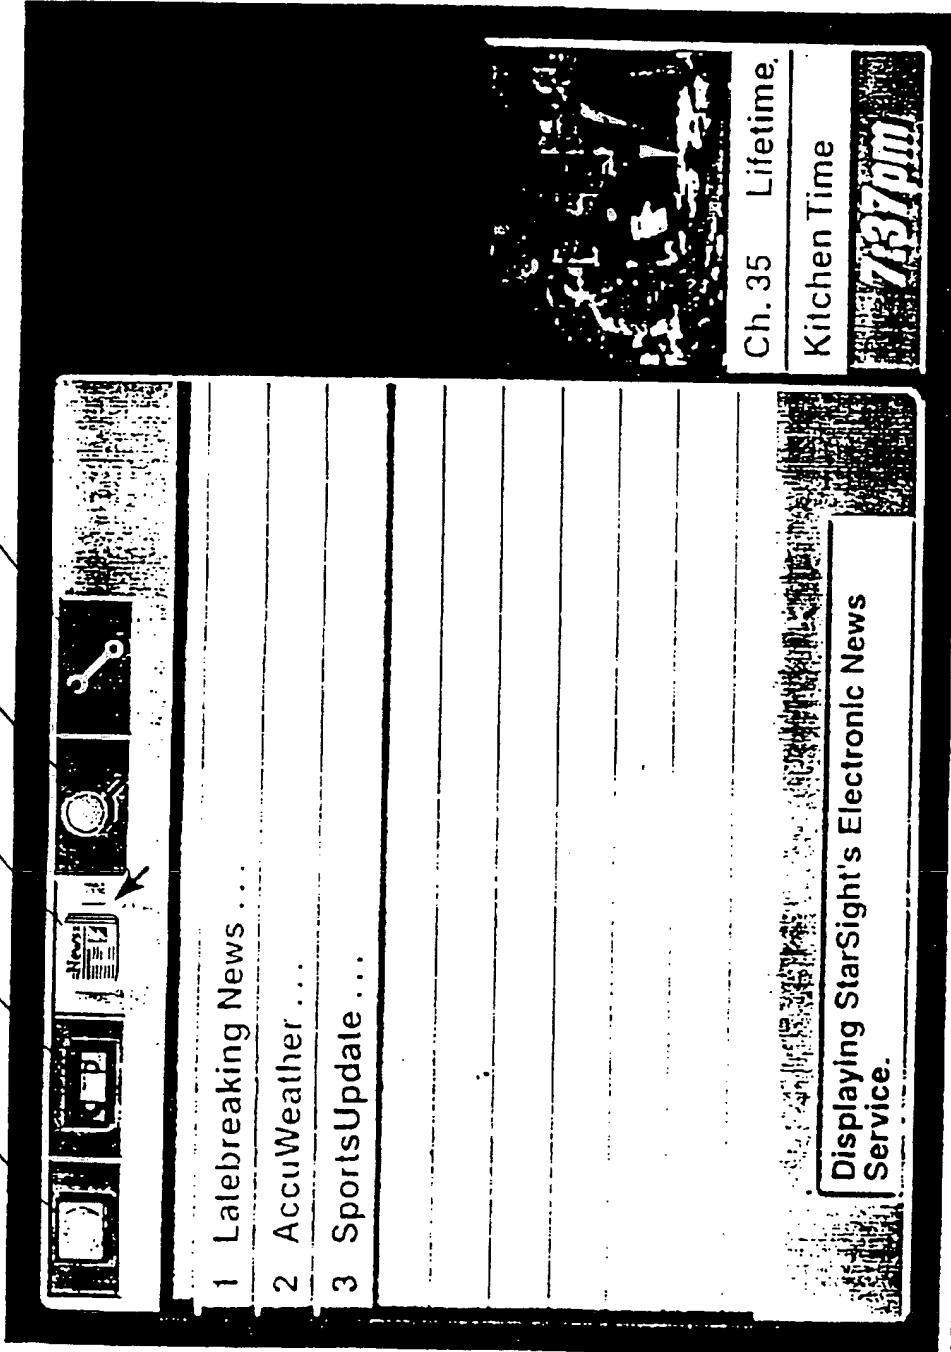 News
1 Latebreaking News ...
2 AccuWeather ...
3 SportsUpdate ...
Displaying StarSight's Electronic News
Service.
Ch. 35 Lifetime
Kitchen Time
7:37pm